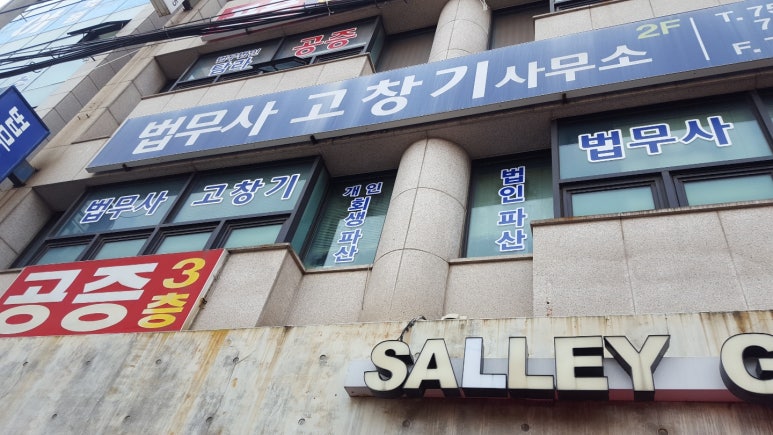 공증
법무사 고창기사무소 2F
T.75
F.
법무사 고창기
개인
회생파산
법인파산
법무사
공증 3층
SALLEY G